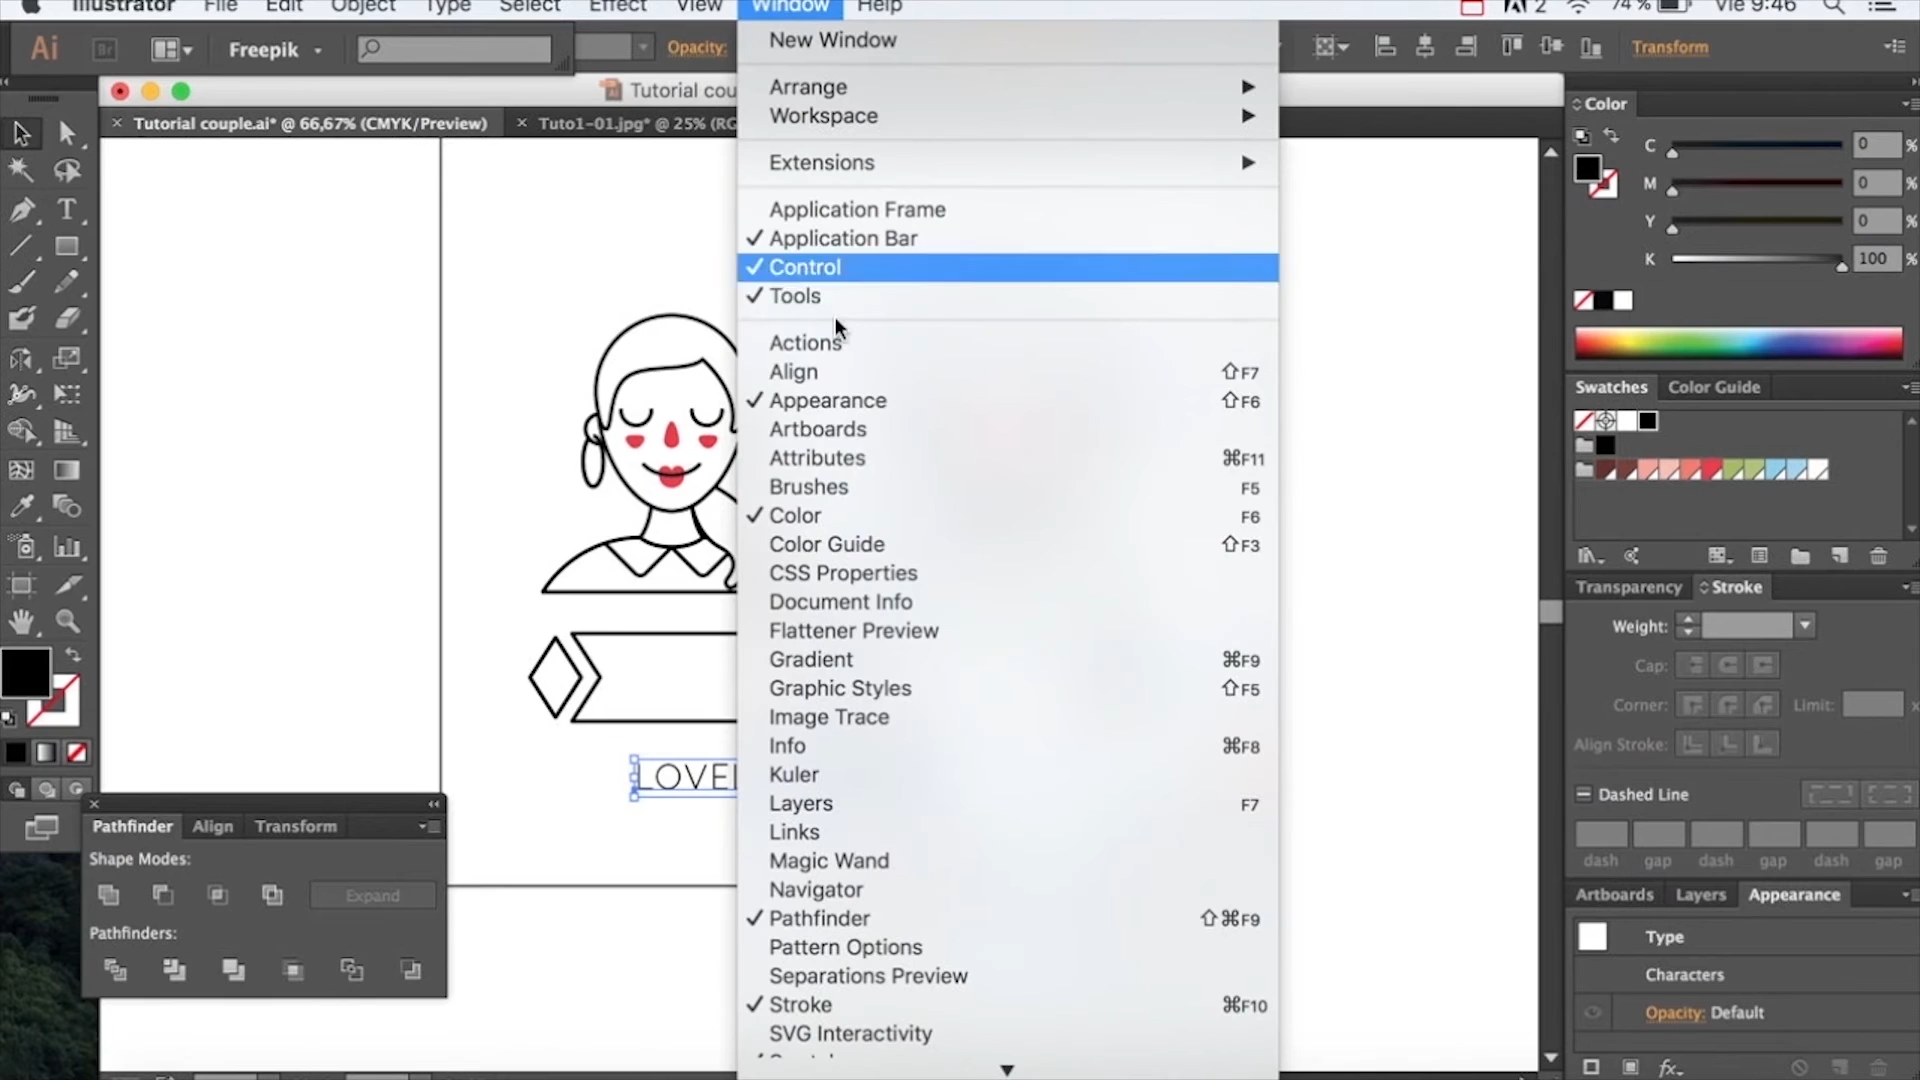 Illustrator File Edit Object Type Select Effect View Window Help 2 74 % Vie 9:46
Ai Br Freepik Opacity: Transform
Tutorial cou
× Tutorial couple.ai* @ 66,67% (CMYK/Preview) × Tuto1-01.jpg* @ 25% (RG
New Window
Arrange
Workspace
Extensions
Application Frame
✓ Application Bar
✓ Control
✓ Tools
Actions
Align ⇧F7
✓ Appearance ⇧F6
Artboards
Attributes ⌘F11
Brushes F5
✓ Color F6
Color Guide ⇧F3
CSS Properties
Document Info
Flattener Preview
Gradient ⌘F9
Graphic Styles ⇧F5
Image Trace
Info ⌘F8
Kuler
Layers F7
Links
Magic Wand
Navigator
✓ Pathfinder ⇧⌘F9
Pattern Options
Separations Preview
✓ Stroke ⌘F10
SVG Interactivity
LOVE
Pathfinder Align Transform
Shape Modes:
Expand
Pathfinders:
Color
C 0 %
M 0 %
Y 0 %
K 100 %
Swatches Color Guide
Transparency Stroke
Weight:
Cap:
Corner: Limit: x
Align Stroke:
Dashed Line
dash gap dash gap dash gap
Artboards Layers Appearance
Type
Characters
Opacity: Default
fx